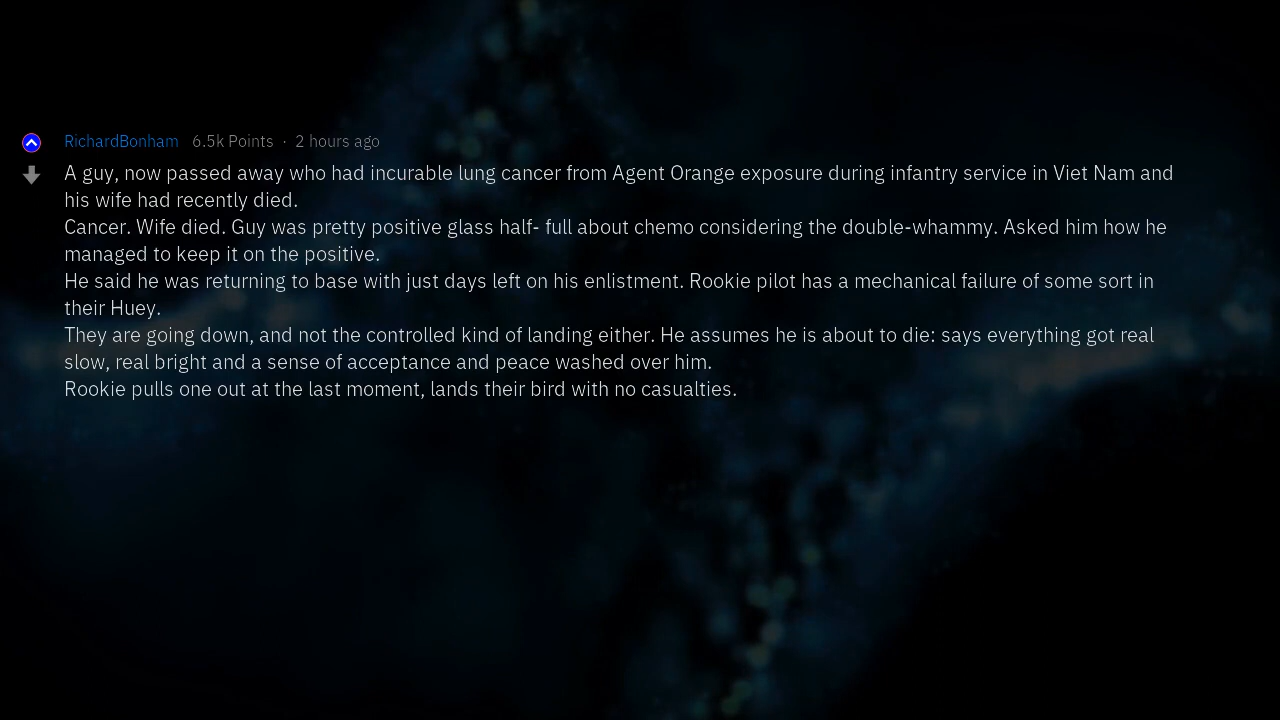 RichardBonham 6.5k Points · 2 hours ago
A guy, now passed away who had incurable lung cancer from Agent Orange exposure during infantry service in Viet Nam and
his wife had recently died.
Cancer. Wife died. Guy was pretty positive glass half- full about chemo considering the double-whammy. Asked him how he
managed to keep it on the positive.
He said he was returning to base with just days left on his enlistment. Rookie pilot has a mechanical failure of some sort in
their Huey.
They are going down, and not the controlled kind of landing either. He assumes he is about to die: says everything got real
slow, real bright and a sense of acceptance and peace washed over him.
Rookie pulls one out at the last moment, lands their bird with no casualties.